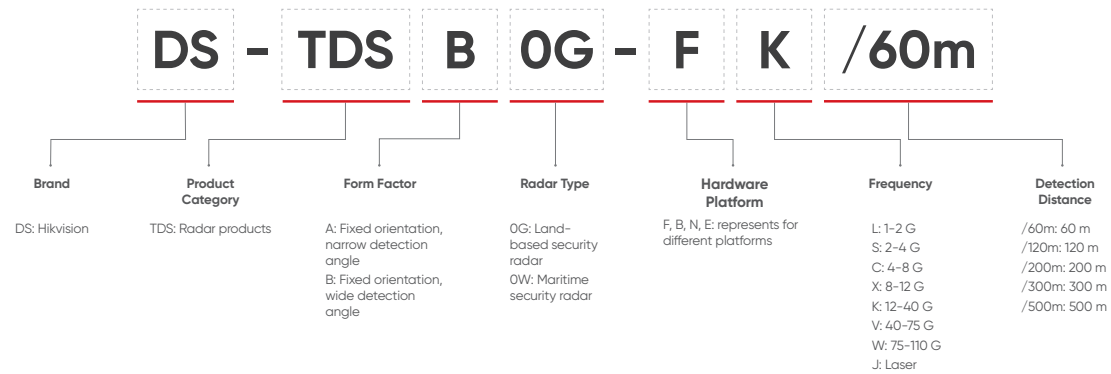 DS - TDS B 0G - F K /60m
Brand
DS: Hikvision
Product
Category
TDS: Radar products
Form Factor
A: Fixed orientation,
narrow detection
angle
B: Fixed orientation,
wide detection
angle
Radar Type
0G: Land-
based security
radar
0W: Maritime
security radar
Hardware
Platform
F, B, N, E: represents for
different platforms
Frequency
L: 1-2 G
S: 2-4 G
C: 4-8 G
X: 8-12 G
K: 12-40 G
V: 40-75 G
W: 75-110 G
J: Laser
Detection
Distance
/60m: 60 m
/120m: 120 m
/200m: 200 m
/300m: 300 m
/500m: 500 m